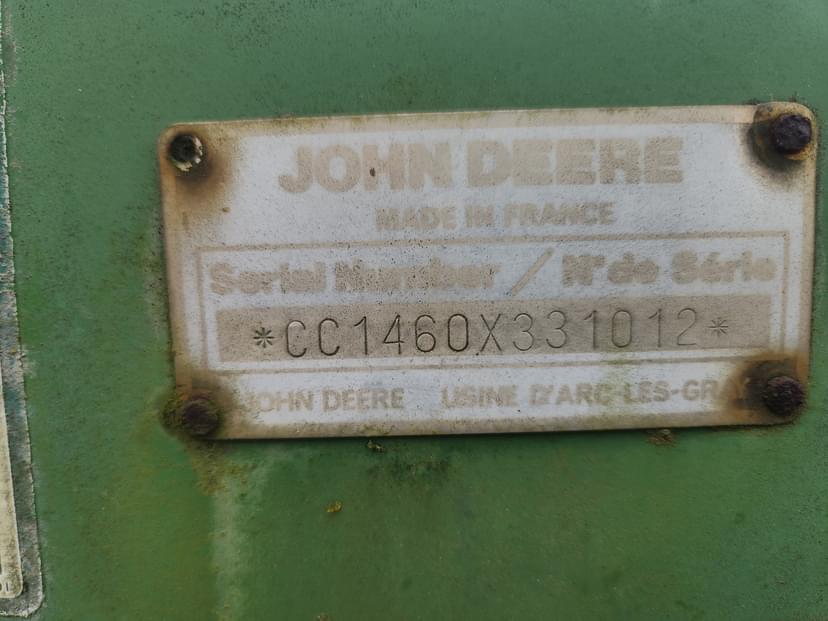 JOHN DEERE
MADE IN FRANCE
Serial Number / N° de Série
*CC1460X331012*
JOHN DEERE USINE D'ARC-LES-GRAY